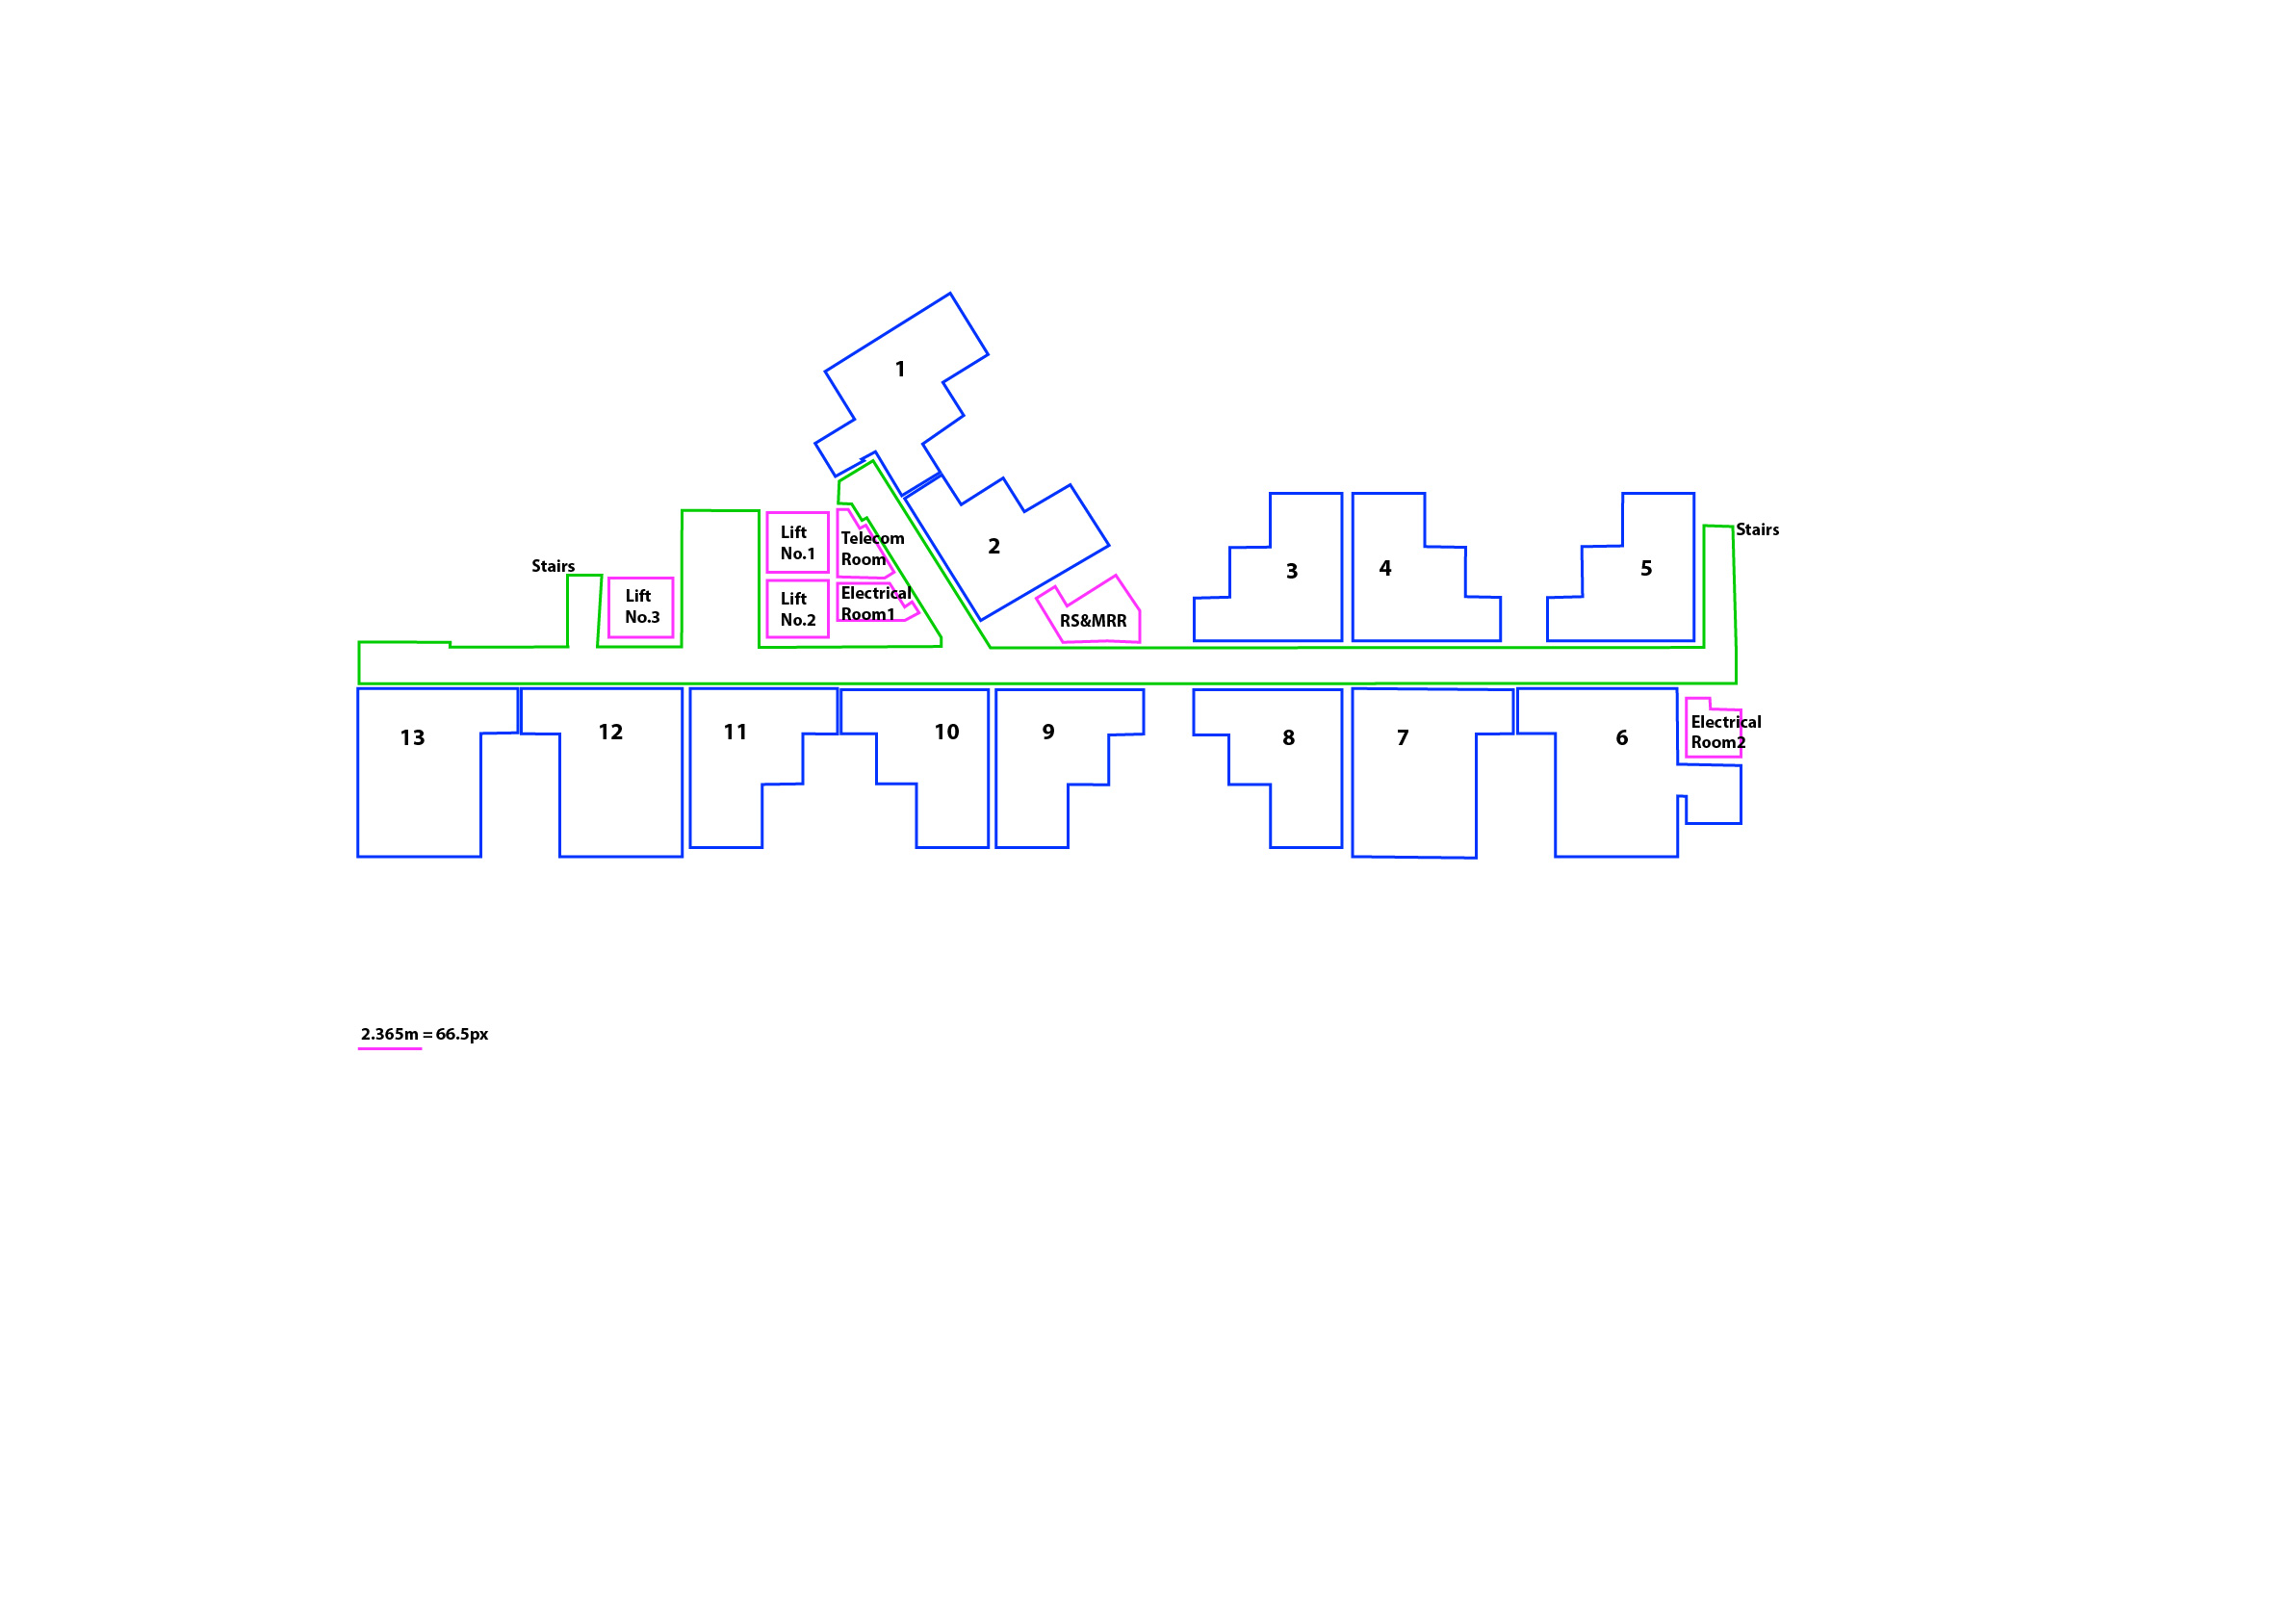 1
Stairs
Lift
No.1
Telecom
Room
2
3
4
5
Stairs
Lift
No.3
Lift
No.2
Electrical
Room1
RS&MRR
13
12
11
10
9
8
7
6
Electrical
Room2
2.365m = 66.5px